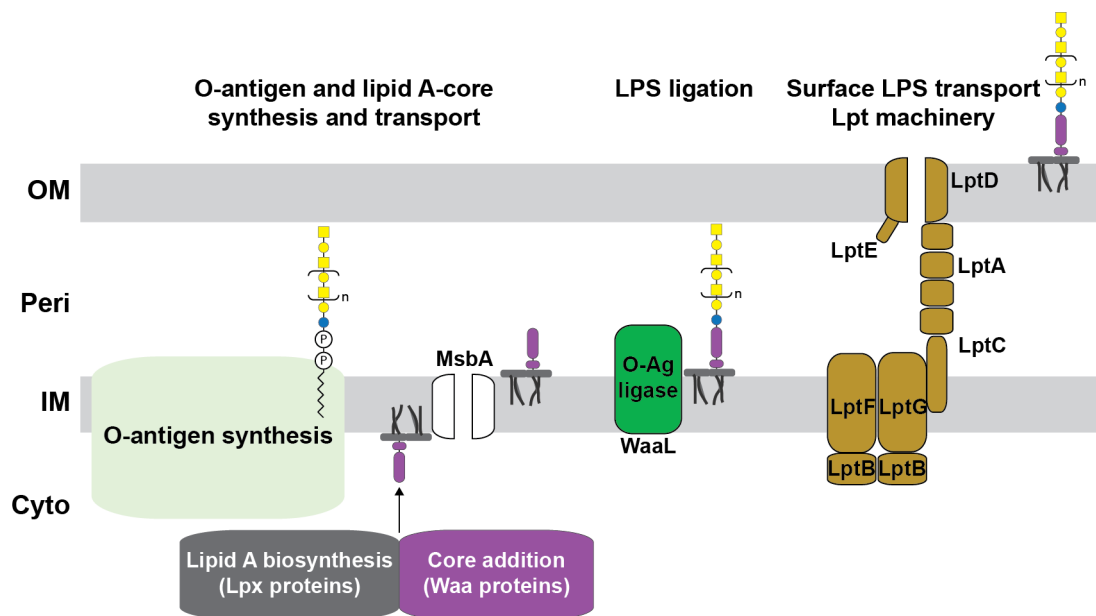 O-antigen and lipid A-core
synthesis and transport
LPS ligation
Surface LPS transport
Lpt machinery
n
OM
LptD
LptE
n
n
LptA
Peri
P
P
MsbA
LptC
O-Ag
ligase
IM
LptF
LptG
O-antigen synthesis
WaaL
LptB
LptB
Cyto
Lipid A biosynthesis
(Lpx proteins)
Core addition
(Waa proteins)